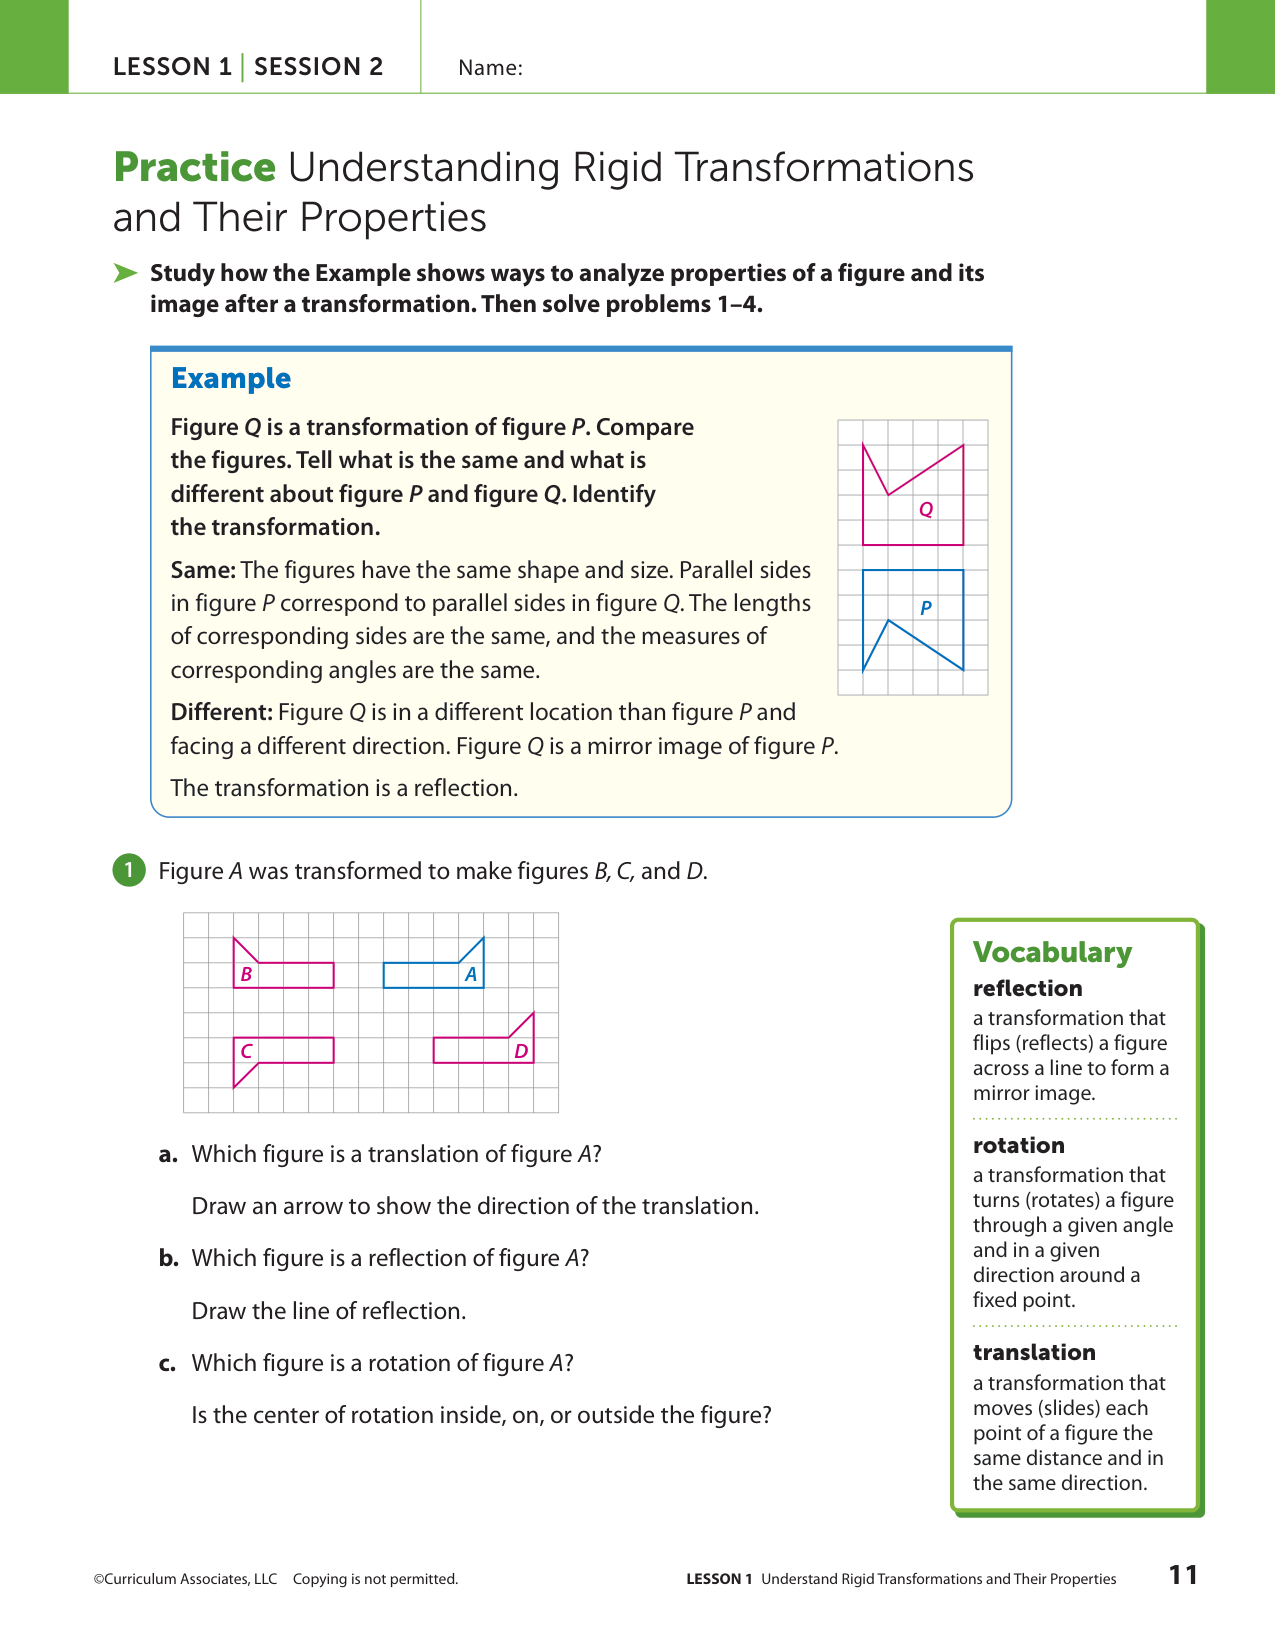 LESSON 1 | SESSION 2
Name:
Practice Understanding Rigid Transformations
and Their Properties
Study how the Example shows ways to analyze properties of a figure and its
image after a transformation. Then solve problems 1–4.
Example
Figure Q is a transformation of figure P. Compare
the figures. Tell what is the same and what is
different about figure P and figure Q. Identify
the transformation.
Same: The figures have the same shape and size. Parallel sides
in figure P correspond to parallel sides in figure Q. The lengths
of corresponding sides are the same, and the measures of
corresponding angles are the same.
Different: Figure Q is in a different location than figure P and
facing a different direction. Figure Q is a mirror image of figure P.
The transformation is a reflection.
Q
P
1 Figure A was transformed to make figures B, C, and D.
B
A
C
D
a. Which figure is a translation of figure A?
Draw an arrow to show the direction of the translation.
b. Which figure is a reflection of figure A?
Draw the line of reflection.
c. Which figure is a rotation of figure A?
Is the center of rotation inside, on, or outside the figure?
Vocabulary
reflection
a transformation that
flips (reflects) a figure
across a line to form a
mirror image.
rotation
a transformation that
turns (rotates) a figure
through a given angle
and in a given
direction around a
fixed point.
translation
a transformation that
moves (slides) each
point of a figure the
same distance and in
the same direction.
©Curriculum Associates, LLC Copying is not permitted.
LESSON 1 Understand Rigid Transformations and Their Properties
11